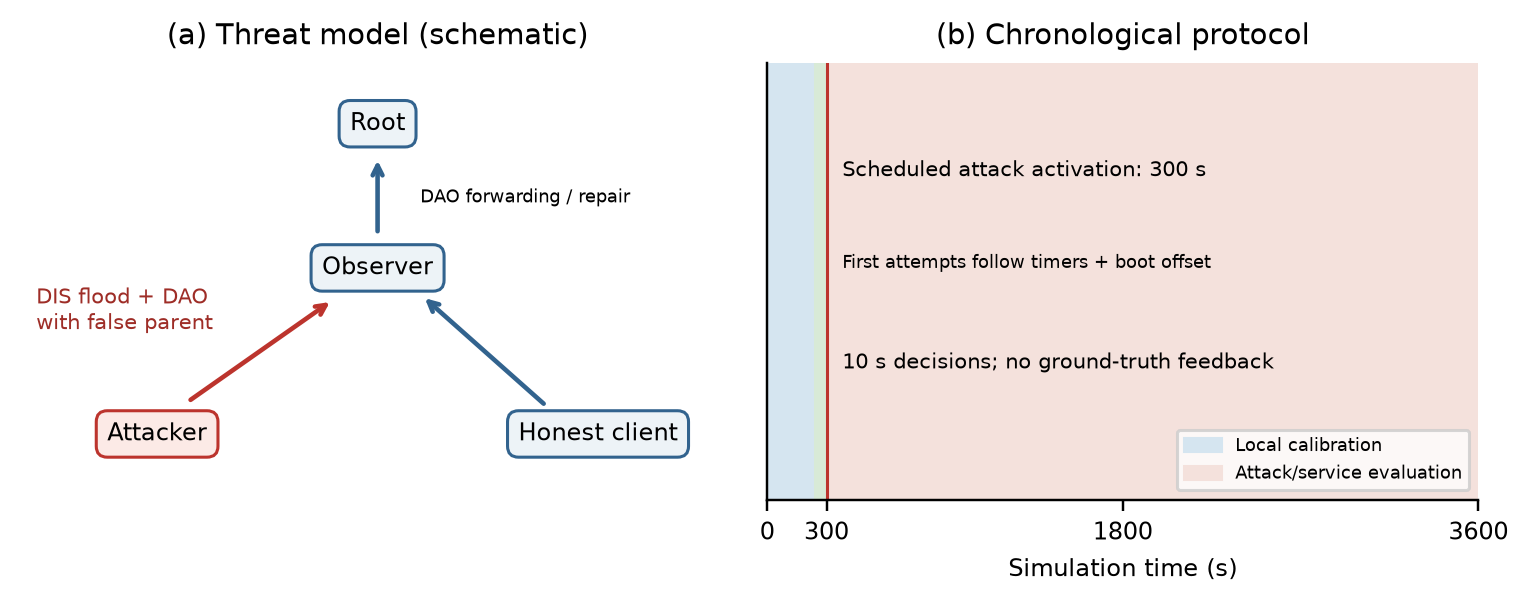 (a) Threat model (schematic)
Root
DAO forwarding / repair
Observer
DIS flood + DAO
with false parent
Attacker
Honest client
(b) Chronological protocol
Scheduled attack activation: 300 s
First attempts follow timers + boot offset
10 s decisions; no ground-truth feedback
Local calibration
Attack/service evaluation
0 300 1800 3600
Simulation time (s)